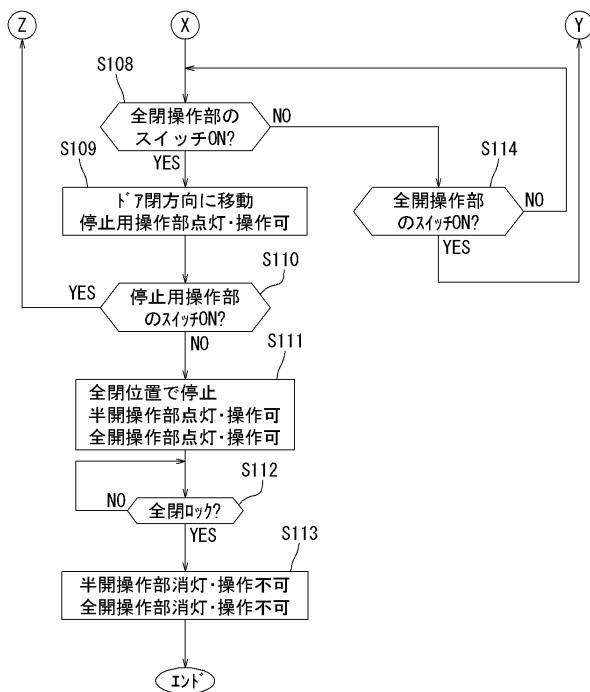 Z
X
Y
S108
全閉操作部の
スイッチON?
NO
YES
S109
ﾄﾞｱ閉方向に移動
停止用操作部点灯・操作可
S114
全開操作部
のｽｲｯﾁON?
NO
YES
S110
YES
停止用操作部
のｽｲｯﾁON?
NO
S111
全閉位置で停止
半開操作部点灯・操作可
全開操作部点灯・操作可
S112
NO
全閉ﾛｯｸ?
YES
S113
半開操作部消灯・操作不可
全開操作部消灯・操作不可
ｴﾝﾄﾞ